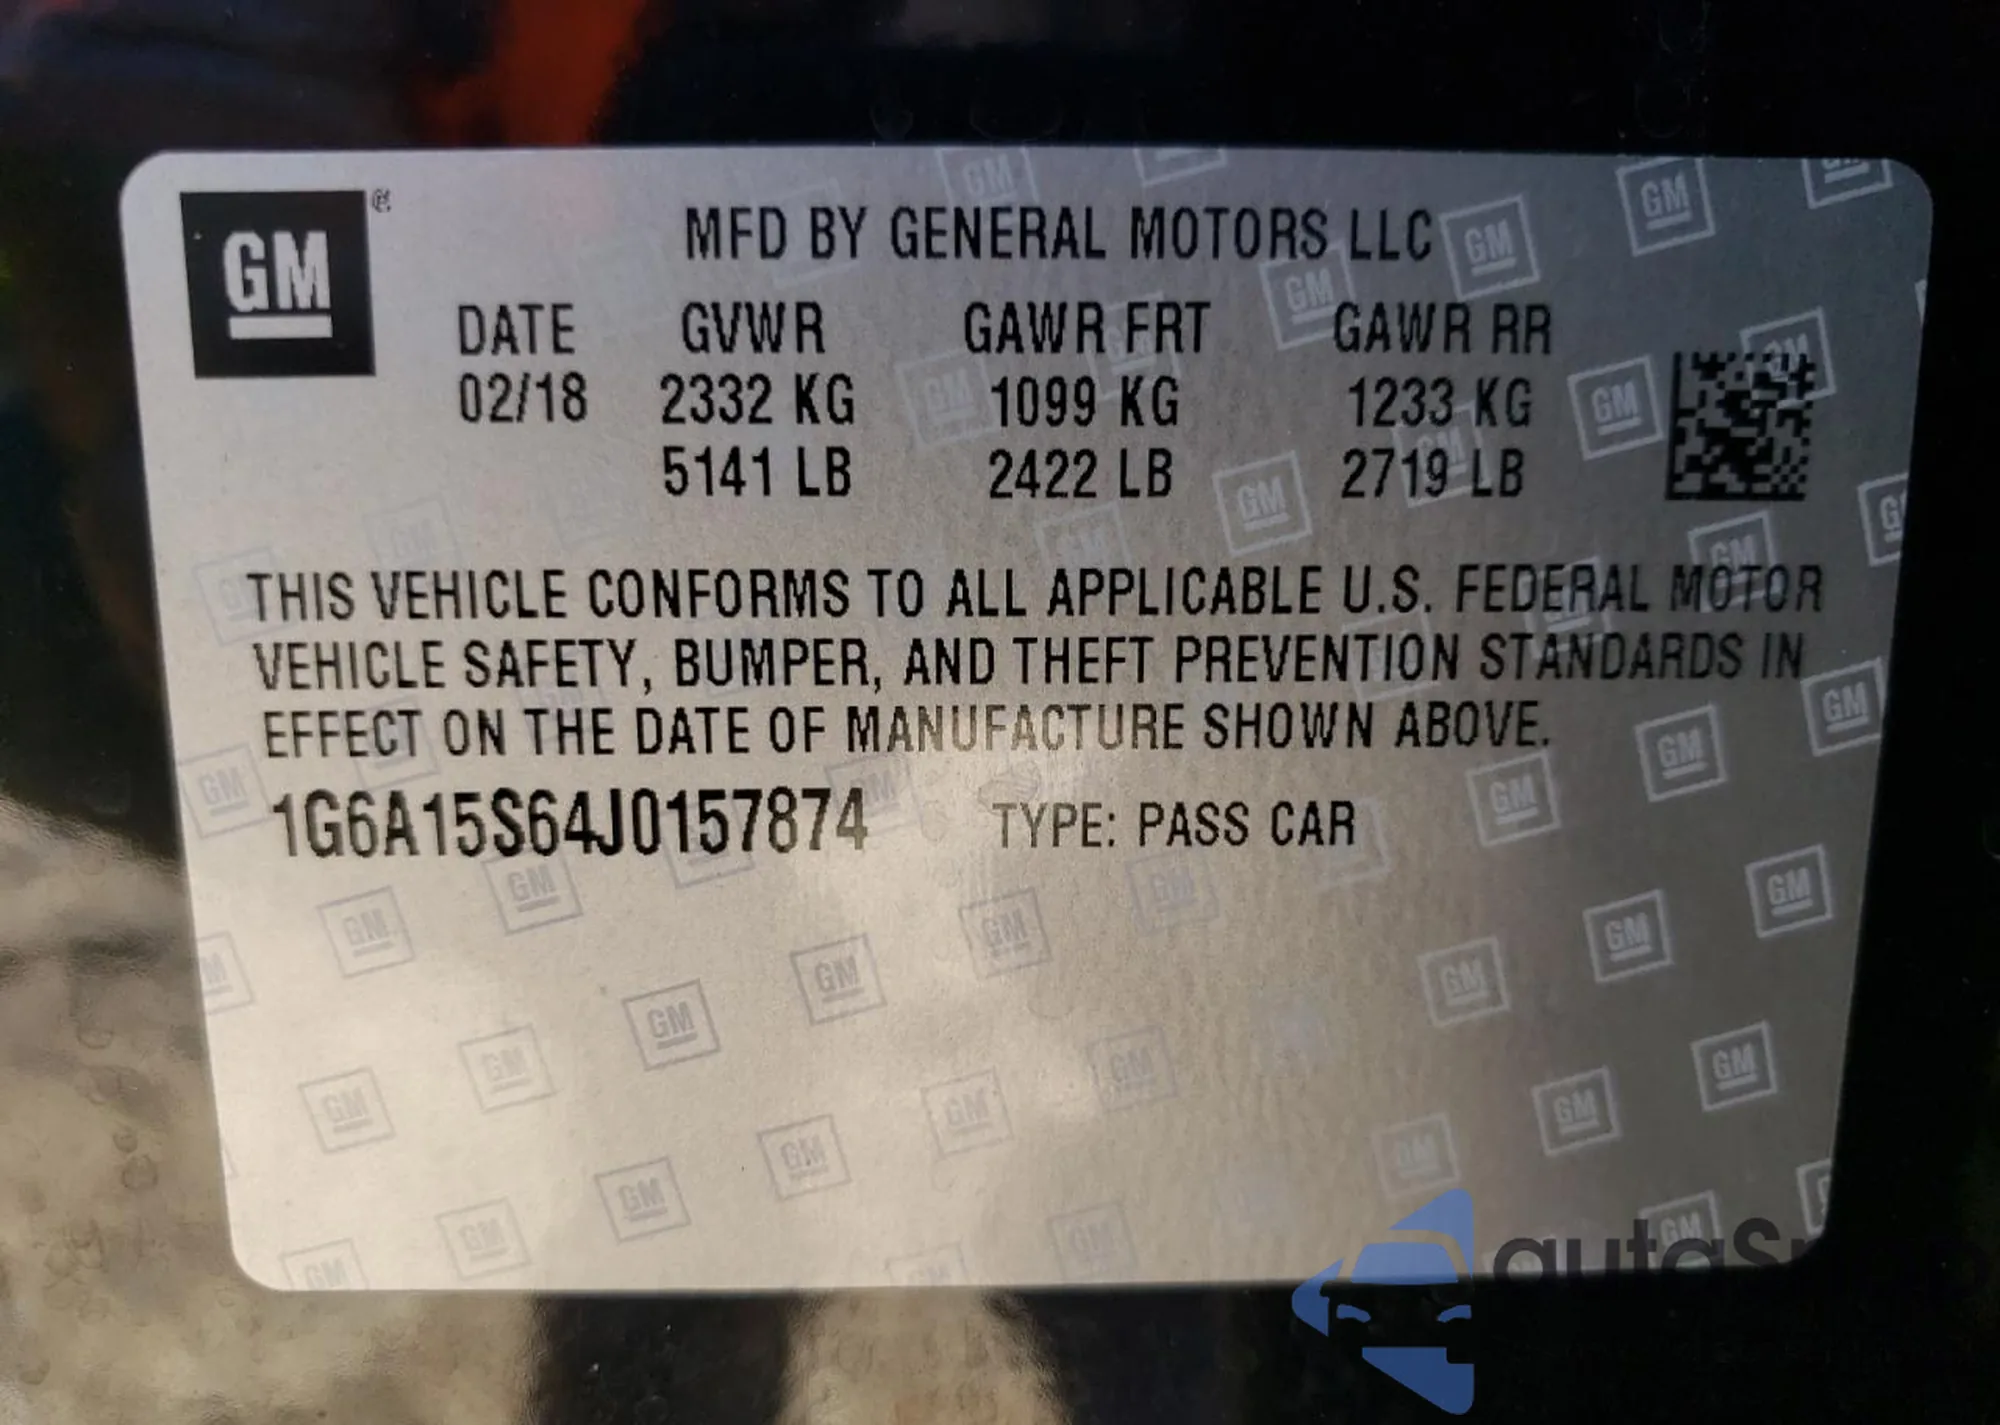 GM
MFD BY GENERAL MOTORS LLC
DATE GVWR GAWR FRT GAWR RR
02/18 2332 KG 1099 KG 1233 KG
5141 LB 2422 LB 2719 LB
THIS VEHICLE CONFORMS TO ALL APPLICABLE U.S. FEDERAL MOTOR
VEHICLE SAFETY, BUMPER, AND THEFT PREVENTION STANDARDS IN
EFFECT ON THE DATE OF MANUFACTURE SHOWN ABOVE.
1G6A15S64J0157874 TYPE: PASS CAR